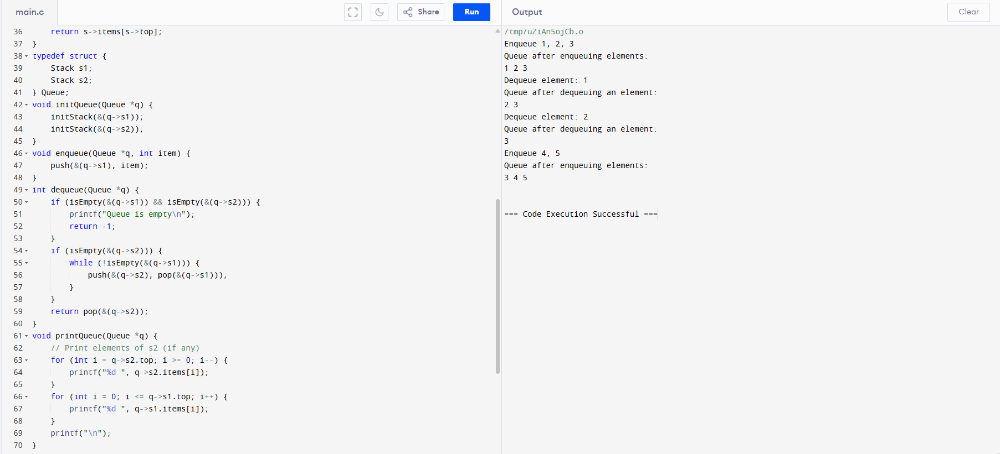 main.c
Share
Run
36     return s->items[s->top];
37 }
38 typedef struct {
39     Stack s1;
40     Stack s2;
41 } Queue;
42 void initQueue(Queue *q) {
43     initStack(&(q->s1));
44     initStack(&(q->s2));
45 }
46 void enqueue(Queue *q, int item) {
47     push(&(q->s1), item);
48 }
49 int dequeue(Queue *q) {
50     if (isEmpty(&(q->s1)) && isEmpty(&(q->s2))) {
51         printf("Queue is empty\n");
52         return -1;
53     }
54     if (isEmpty(&(q->s2))) {
55         while (!isEmpty(&(q->s1))) {
56             push(&(q->s2), pop(&(q->s1)));
57         }
58     }
59     return pop(&(q->s2));
60 }
61 void printQueue(Queue *q) {
62     // Print elements of s2 (if any)
63     for (int i = q->s2.top; i >= 0; i--) {
64         printf("%d ", q->s2.items[i]);
65     }
66     for (int i = 0; i <= q->s1.top; i++) {
67         printf("%d ", q->s1.items[i]);
68     }
69     printf("\n");
70 }
Output
Clear
/tmp/uZiAn5ojCb.o
Enqueue 1, 2, 3
Queue after enqueuing elements:
1 2 3
Dequeue element: 1
Queue after dequeuing an element:
2 3
Dequeue element: 2
Queue after dequeuing an element:
3
Enqueue 4, 5
Queue after enqueuing elements:
3 4 5
=== Code Execution Successful ===